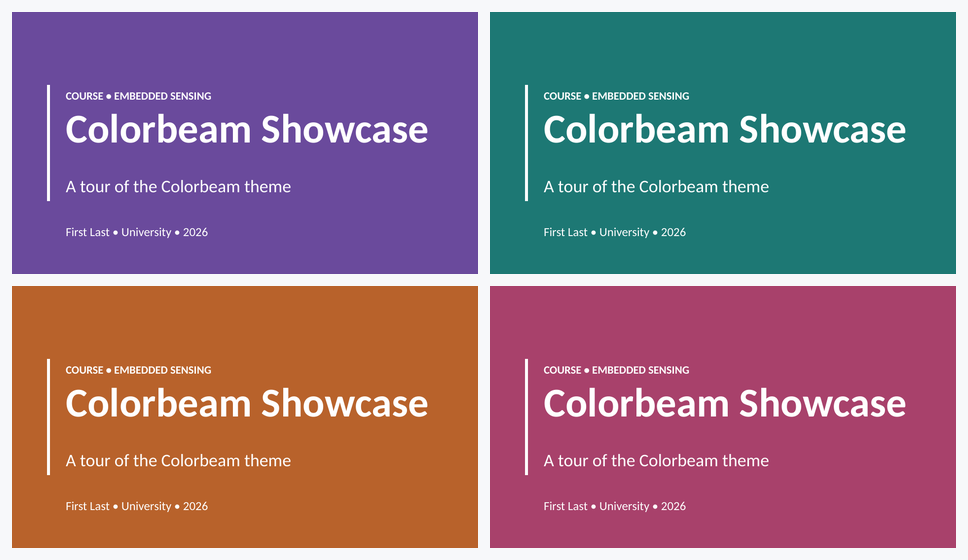 COURSE • EMBEDDED SENSING
Colorbeam Showcase
A tour of the Colorbeam theme
First Last • University • 2026
COURSE • EMBEDDED SENSING
Colorbeam Showcase
A tour of the Colorbeam theme
First Last • University • 2026
COURSE • EMBEDDED SENSING
Colorbeam Showcase
A tour of the Colorbeam theme
First Last • University • 2026
COURSE • EMBEDDED SENSING
Colorbeam Showcase
A tour of the Colorbeam theme
First Last • University • 2026